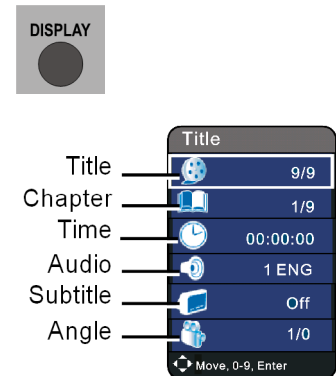 DISPLAY
Title
Title 9/9
Chapter 1/9
Time 00:00:00
Audio 1 ENG
Subtitle Off
Angle 1/0
Move, 0-9, Enter